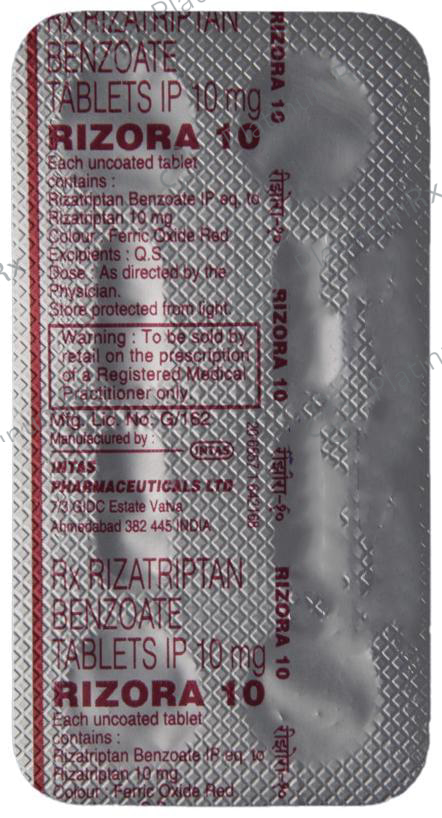 Rx RIZATRIPTAN
BENZOATE
TABLETS IP 10 mg
RIZORA 10
Each uncoated tablet
contains :
Rizatriptan Benzoate IP eq. to
Rizatriptan 10 mg
Colour : Ferric Oxide Red
Excipients : Q.S.
Dose : As directed by the
Physician.
Store protected from light.
Warning : To be sold by
retail on the prescription
of a Registered Medical
Practitioner only.
Mfg. Lic. No. G/182
Manufactured by :
INTAS
INTAS
PHARMACEUTICALS LTD
7/3 GIDC Estate Vatva
Ahmedabad 382 445 INDIA
Rx RIZATRIPTAN
BENZOATE
TABLETS IP 10 mg
RIZORA 10
Each uncoated tablet
contains :
Rizatriptan Benzoate IP eq. to
Rizatriptan 10 mg
Colour : Ferric Oxide Red
RIZORA 10
रीझोरा-१०
RIZORA 10
रीझोरा-१०
RIZORA 10
रीझोरा-१०